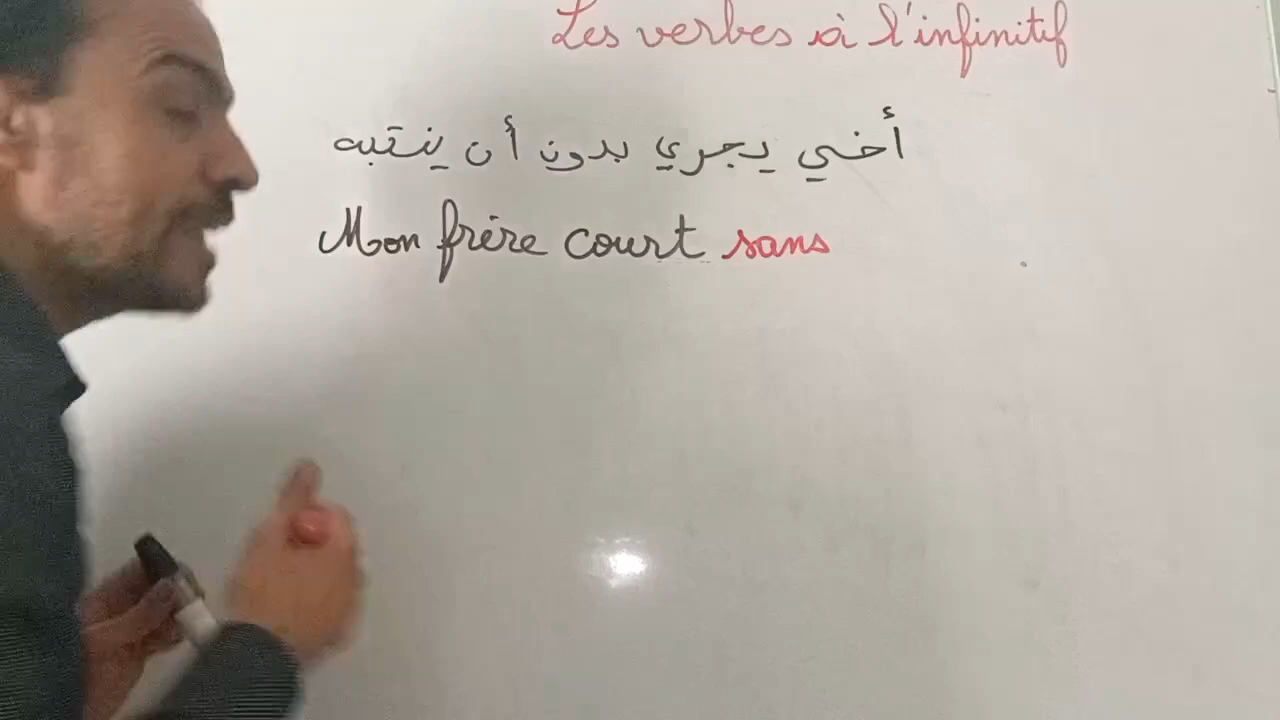 Les verbes à l'infinitif
أخي يجري بدون أن ينتبه
Mon frère court sans